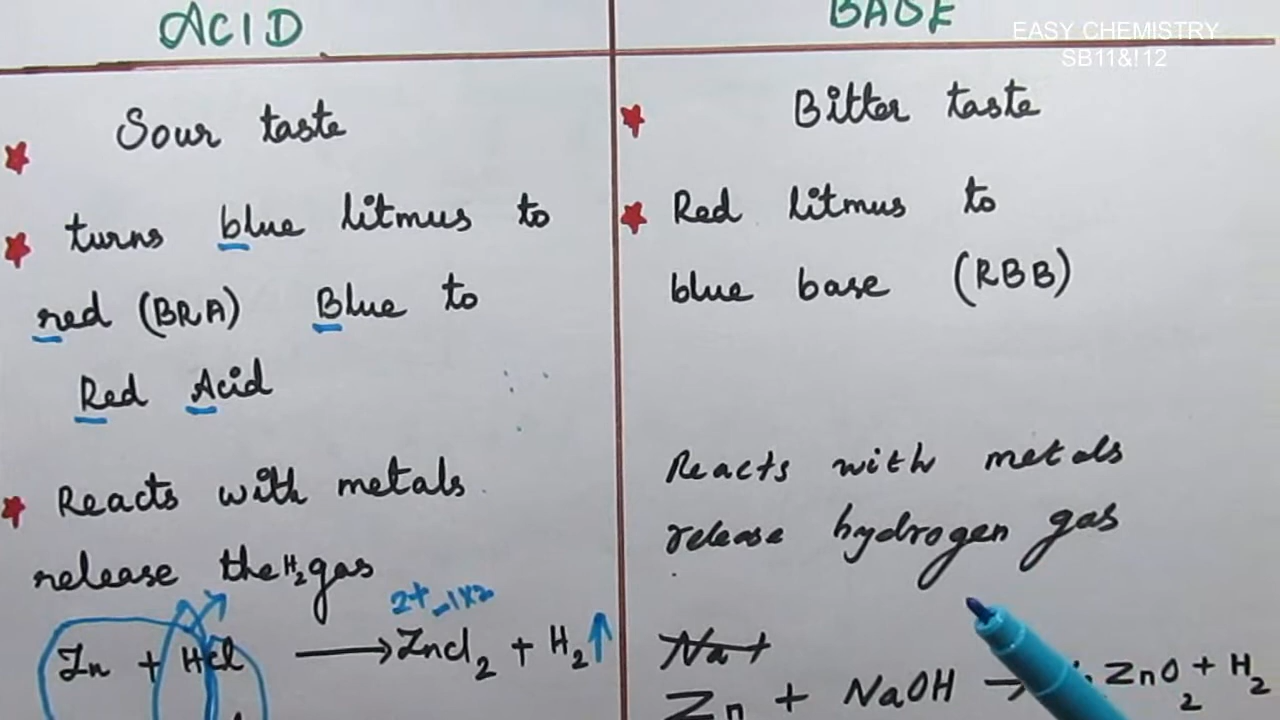 ACID
BASE
EASY CHEMISTRY
SB11&!12
Sour taste
turns blue litmus to
red (BRA) Blue to
Red Acid
Reacts with metals
release the H2 gas
2+ -1x2
Zn + HCl → ZnCl2 + H2 ↑
Bitter taste
Red litmus to
blue base (RBB)
Reacts with metals
release hydrogen gas
Na +
Zn + NaOH → ZnO2 + H2